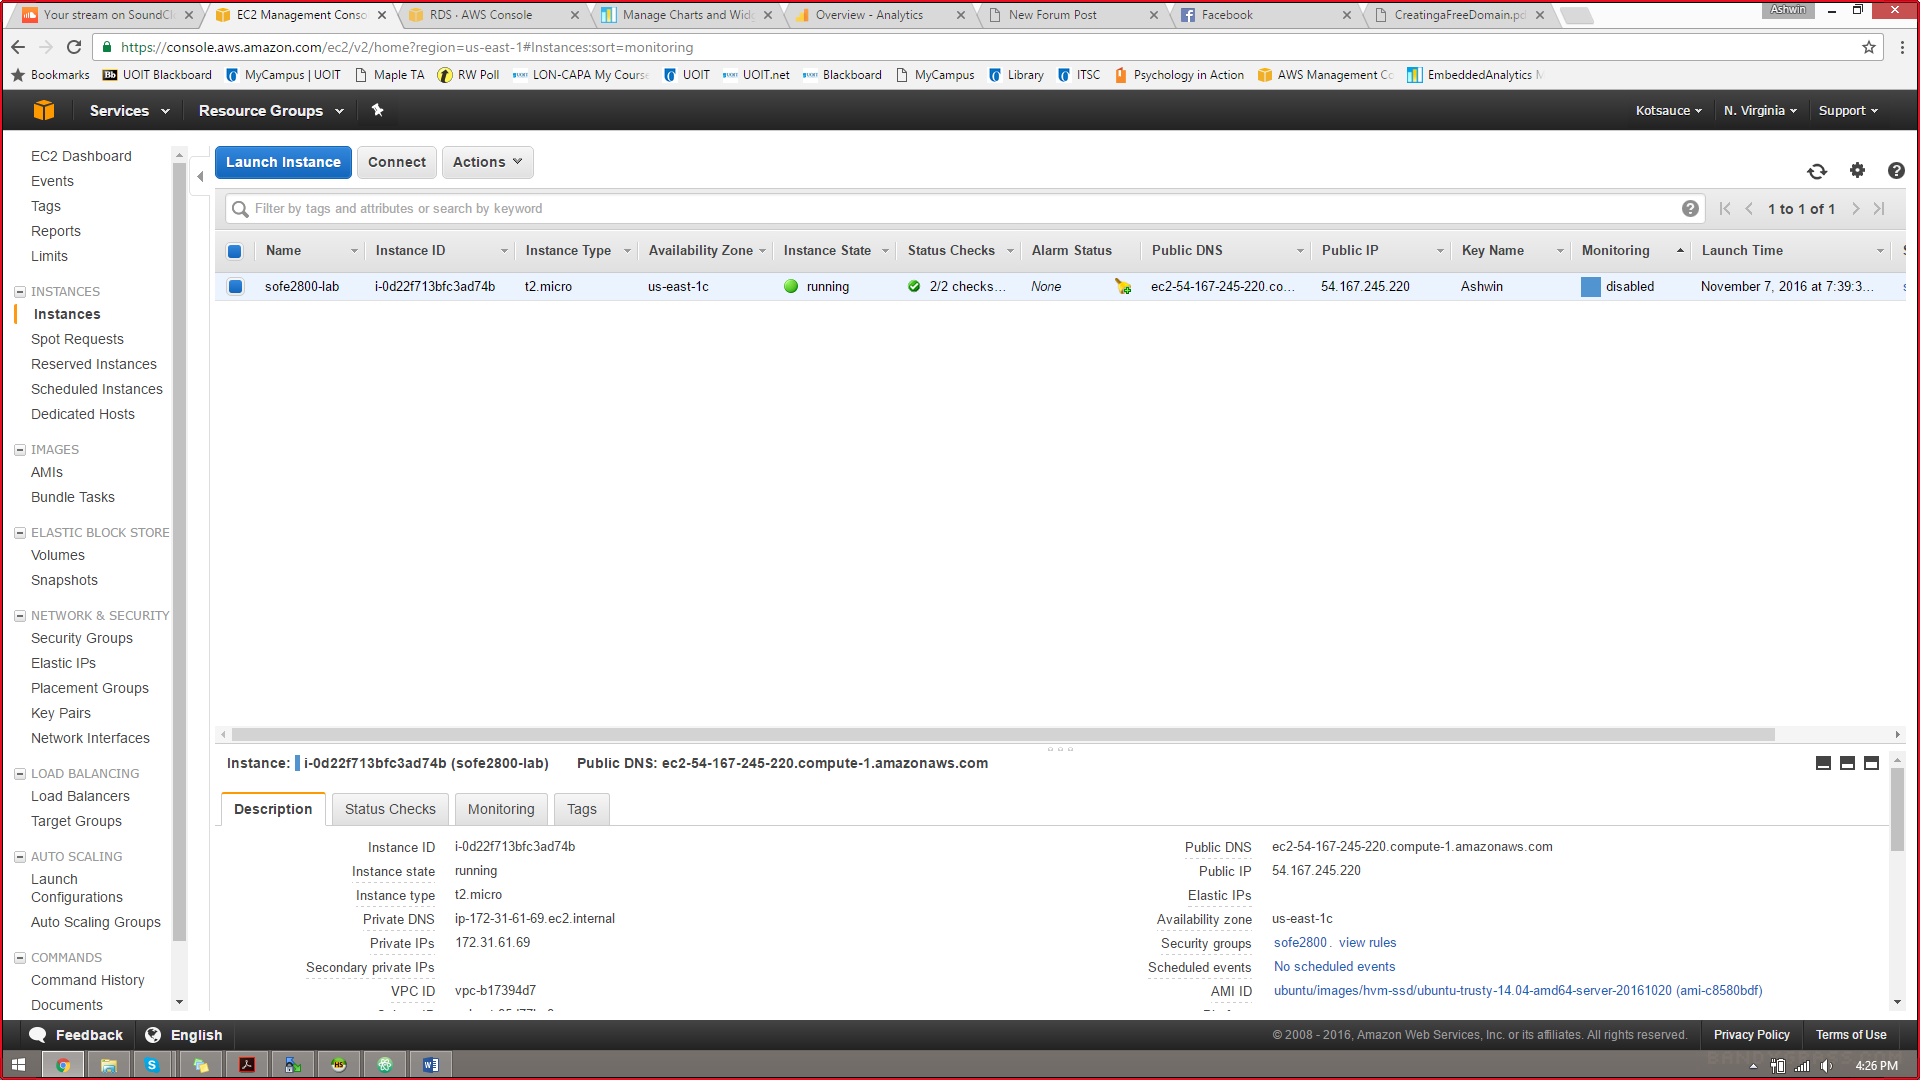 Your stream on SoundCl
EC2 Management Conso
RDS · AWS Console
Manage Charts and Widg
Overview - Analytics
New Forum Post
Facebook
CreatingaFreeDomain.pd
Ashwin
https://console.aws.amazon.com/ec2/v2/home?region=us-east-1#Instances:sort=monitoring
Bookmarks
Bb UOIT Blackboard
MyCampus | UOIT
Maple TA
RW Poll
LON-CAPA My Cours
UOIT
UOIT.net
Blackboard
MyCampus
Library
ITSC
Psychology in Action
AWS Management Co
EmbeddedAnalytics
Services
Resource Groups
Kotsauce
N. Virginia
Support
EC2 Dashboard
Events
Tags
Reports
Limits
INSTANCES
Instances
Spot Requests
Reserved Instances
Scheduled Instances
Dedicated Hosts
IMAGES
AMIs
Bundle Tasks
ELASTIC BLOCK STORE
Volumes
Snapshots
NETWORK & SECURITY
Security Groups
Elastic IPs
Placement Groups
Key Pairs
Network Interfaces
LOAD BALANCING
Load Balancers
Target Groups
AUTO SCALING
Launch
Configurations
Auto Scaling Groups
COMMANDS
Command History
Documents
Launch Instance
Connect
Actions
Filter by tags and attributes or search by keyword
1 to 1 of 1
Name Instance ID Instance Type Availability Zone Instance State Status Checks Alarm Status Public DNS Public IP Key Name Monitoring Launch Time
sofe2800-lab i-0d22f713bfc3ad74b t2.micro us-east-1c running 2/2 checks... None ec2-54-167-245-220.co... 54.167.245.220 Ashwin disabled November 7, 2016 at 7:39:3...
Instance: i-0d22f713bfc3ad74b (sofe2800-lab) Public DNS: ec2-54-167-245-220.compute-1.amazonaws.com
Description
Status Checks
Monitoring
Tags
Instance ID i-0d22f713bfc3ad74b
Instance state running
Instance type t2.micro
Private DNS ip-172-31-61-69.ec2.internal
Private IPs 172.31.61.69
Secondary private IPs
VPC ID vpc-b17394d7
Public DNS ec2-54-167-245-220.compute-1.amazonaws.com
Public IP 54.167.245.220
Elastic IPs
Availability zone us-east-1c
Security groups sofe2800. view rules
Scheduled events No scheduled events
AMI ID ubuntu/images/hvm-ssd/ubuntu-trusty-14.04-amd64-server-20161020 (ami-c8580bdf)
Feedback
English
© 2008 - 2016, Amazon Web Services, Inc. or its affiliates. All rights reserved.
Privacy Policy
Terms of Use
4:26 PM